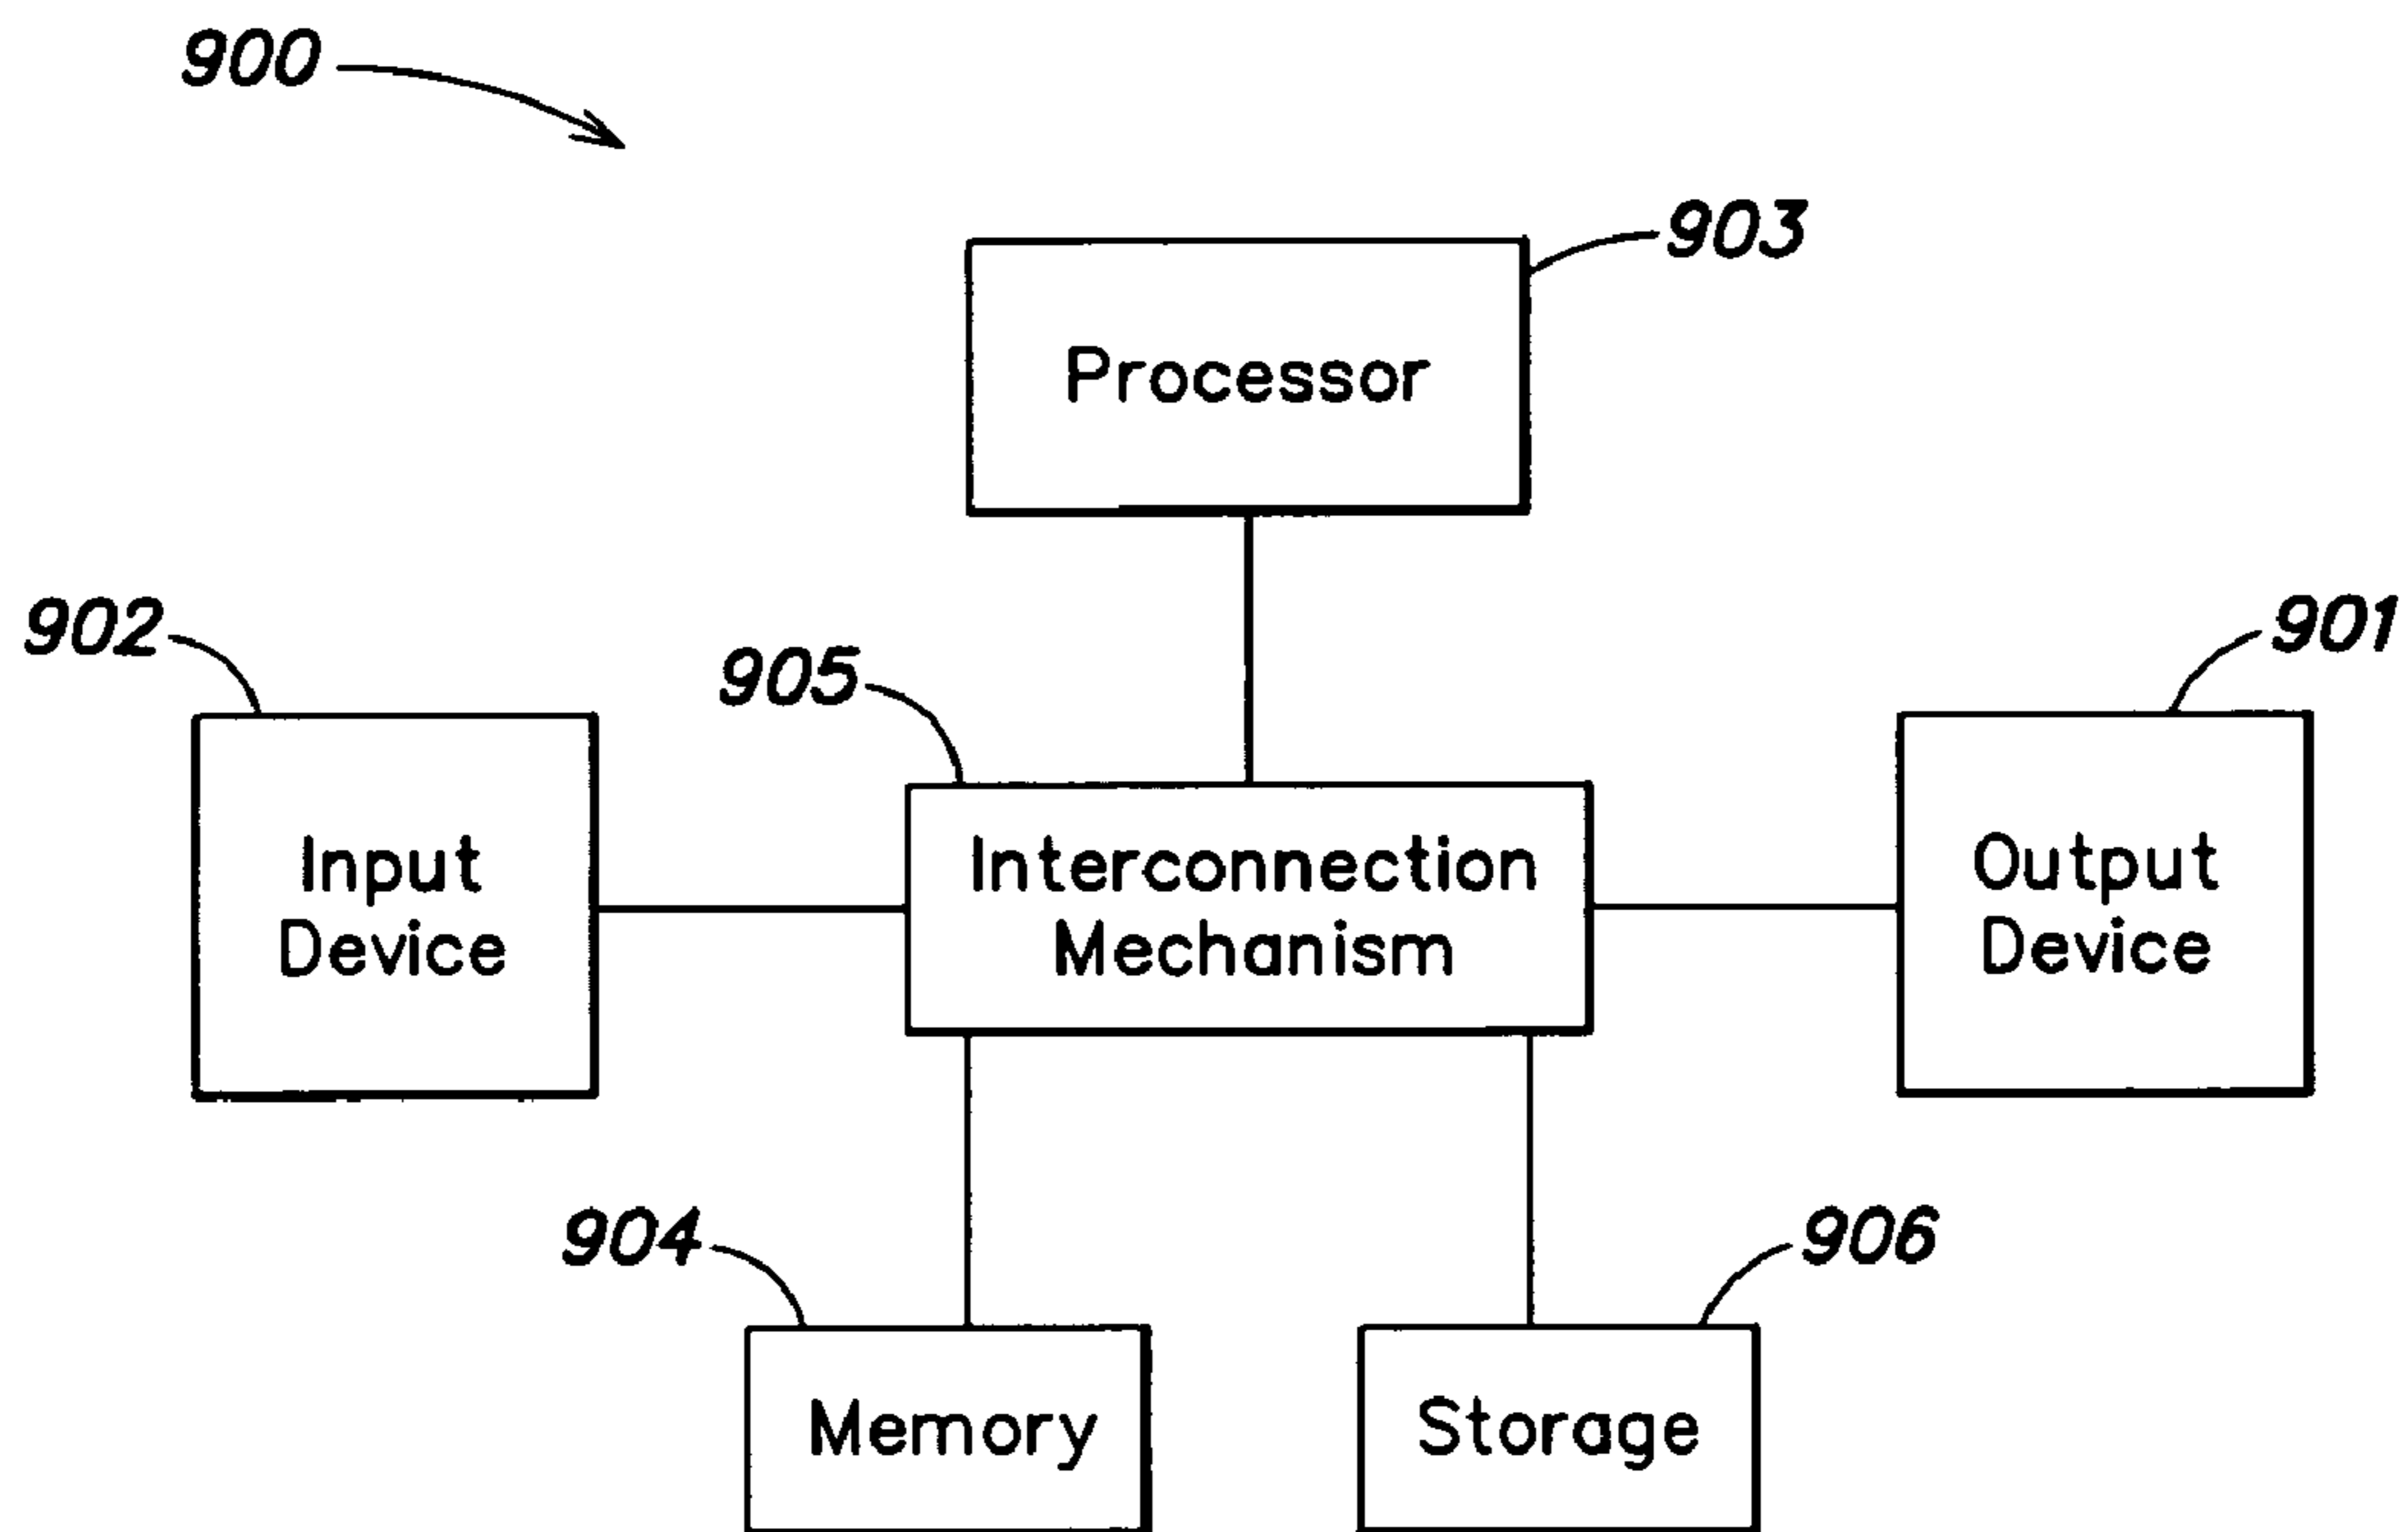 900
903
Processor
902
905
901
Input
Device
Interconnection
Mechanism
Output
Device
904
906
Memory
Storage